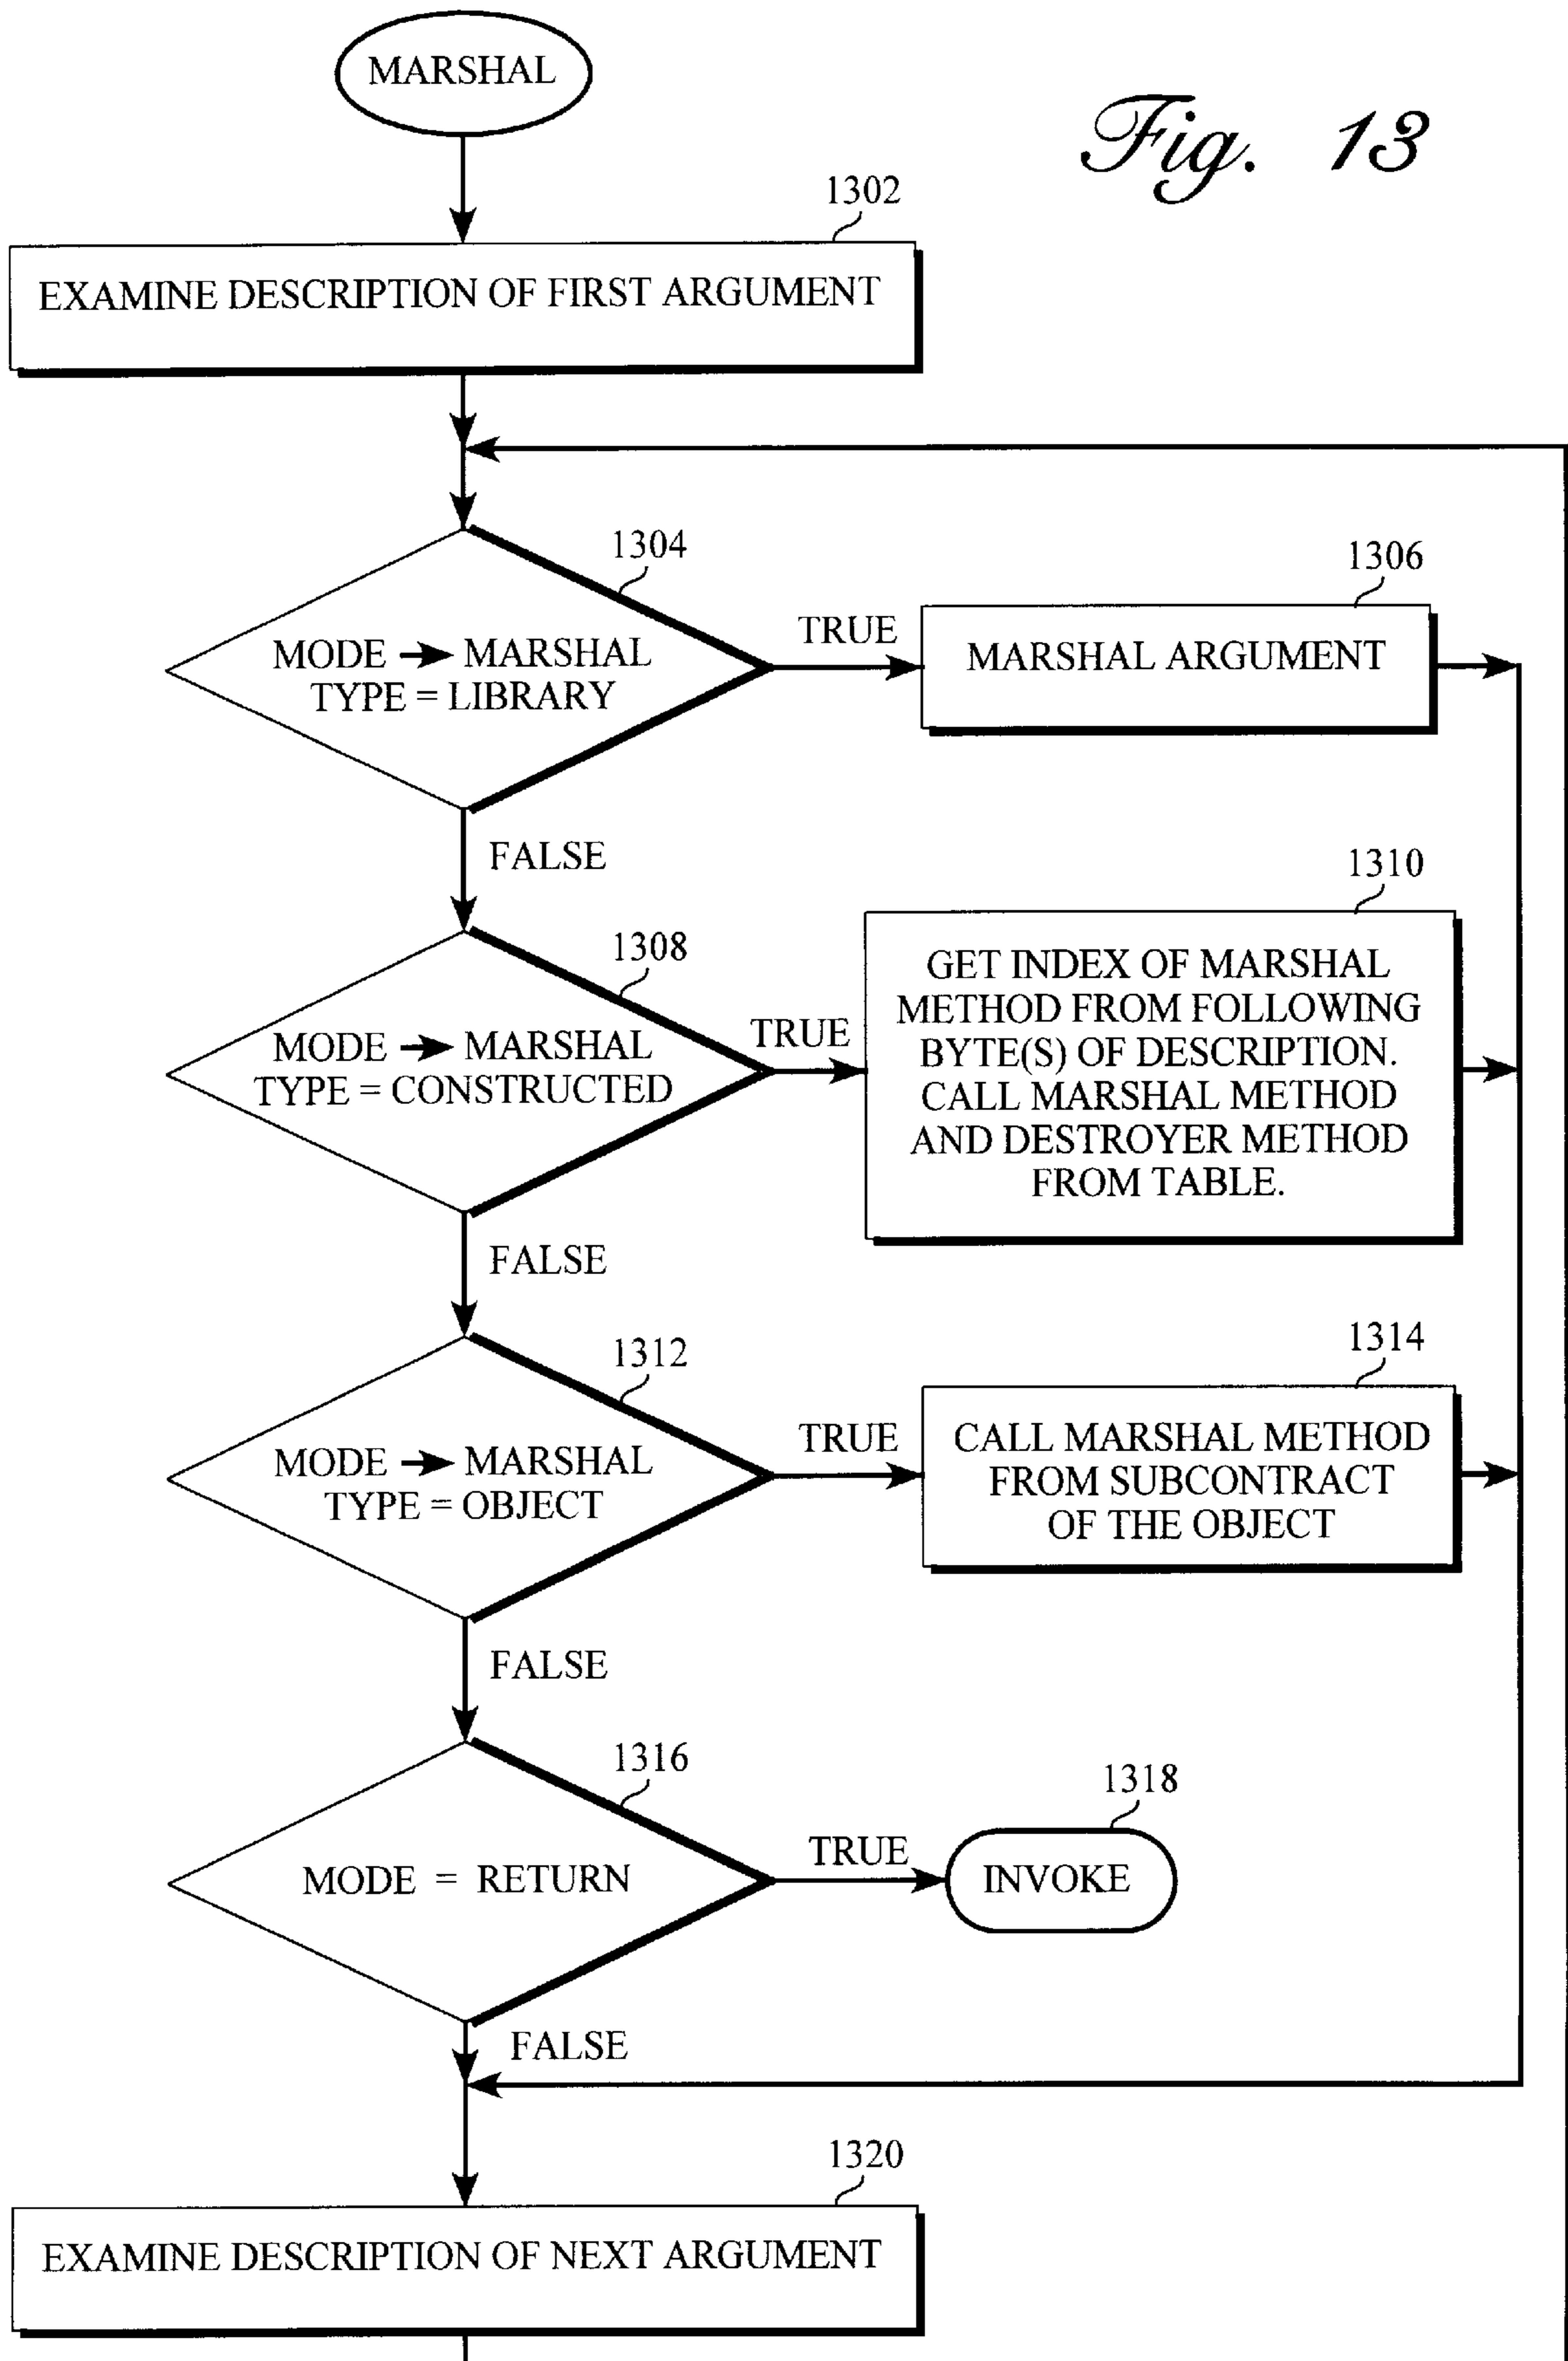 MARSHAL
Fig. 13
1302
EXAMINE DESCRIPTION OF FIRST ARGUMENT
1304
MODE → MARSHAL
TYPE = LIBRARY
TRUE
1306
MARSHAL ARGUMENT
FALSE
1308
MODE → MARSHAL
TYPE = CONSTRUCTED
TRUE
1310
GET INDEX OF MARSHAL
METHOD FROM FOLLOWING
BYTE(S) OF DESCRIPTION.
CALL MARSHAL METHOD
AND DESTROYER METHOD
FROM TABLE.
FALSE
1312
MODE → MARSHAL
TYPE = OBJECT
TRUE
1314
CALL MARSHAL METHOD
FROM SUBCONTRACT
OF THE OBJECT
FALSE
1316
MODE = RETURN
TRUE
1318
INVOKE
FALSE
1320
EXAMINE DESCRIPTION OF NEXT ARGUMENT